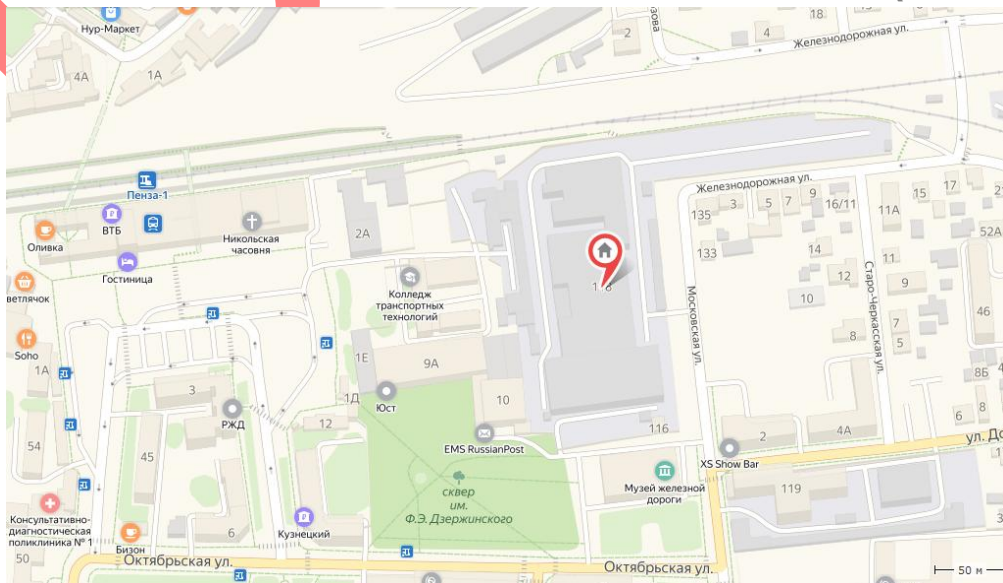 Нур-Маркет
4А
1А
4
18
Железнодорожная ул.
Пенза-1
ВТБ
Оливка
Никольская
часовня
Гостиница
2А
Колледж
транспортных
технологий
Железнодорожная ул.
135
3
5
7
9
16/11
11А
15
17
52А
133
14
12
10
11
9
46
Московская ул.
Старо-Черкасская ул.
8
7
5
8Б
Soho
1А
1Е
9А
3
1Д
Юст
10
РЖД
12
54
45
EMS RussianPost
116
XS Show Bar
2
4А
6
8
сквер
им.
Ф.Э. Дзержинского
Музей железной
дороги
119
Консультативно-
диагностическая
поликлиника № 1
50
Бизон
6
Кузнецкий
Октябрьская ул.
Октябрьская ул.
50 м